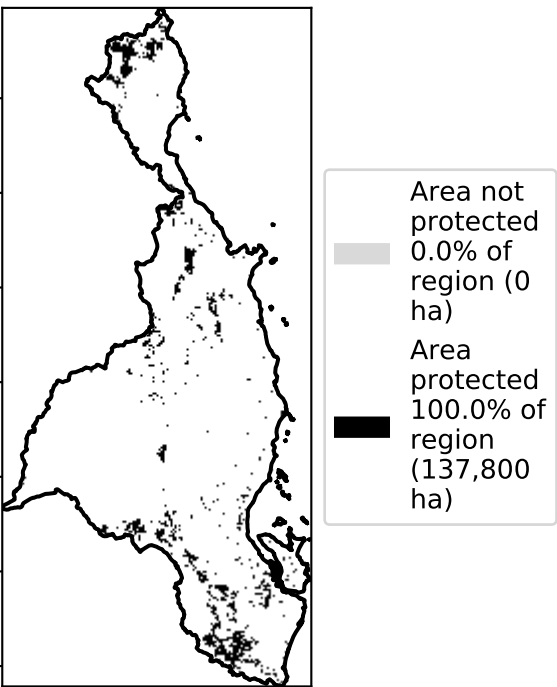 Area not
protected
0.0% of
region (0
ha)
Area
protected
100.0% of
region
(137,800
ha)